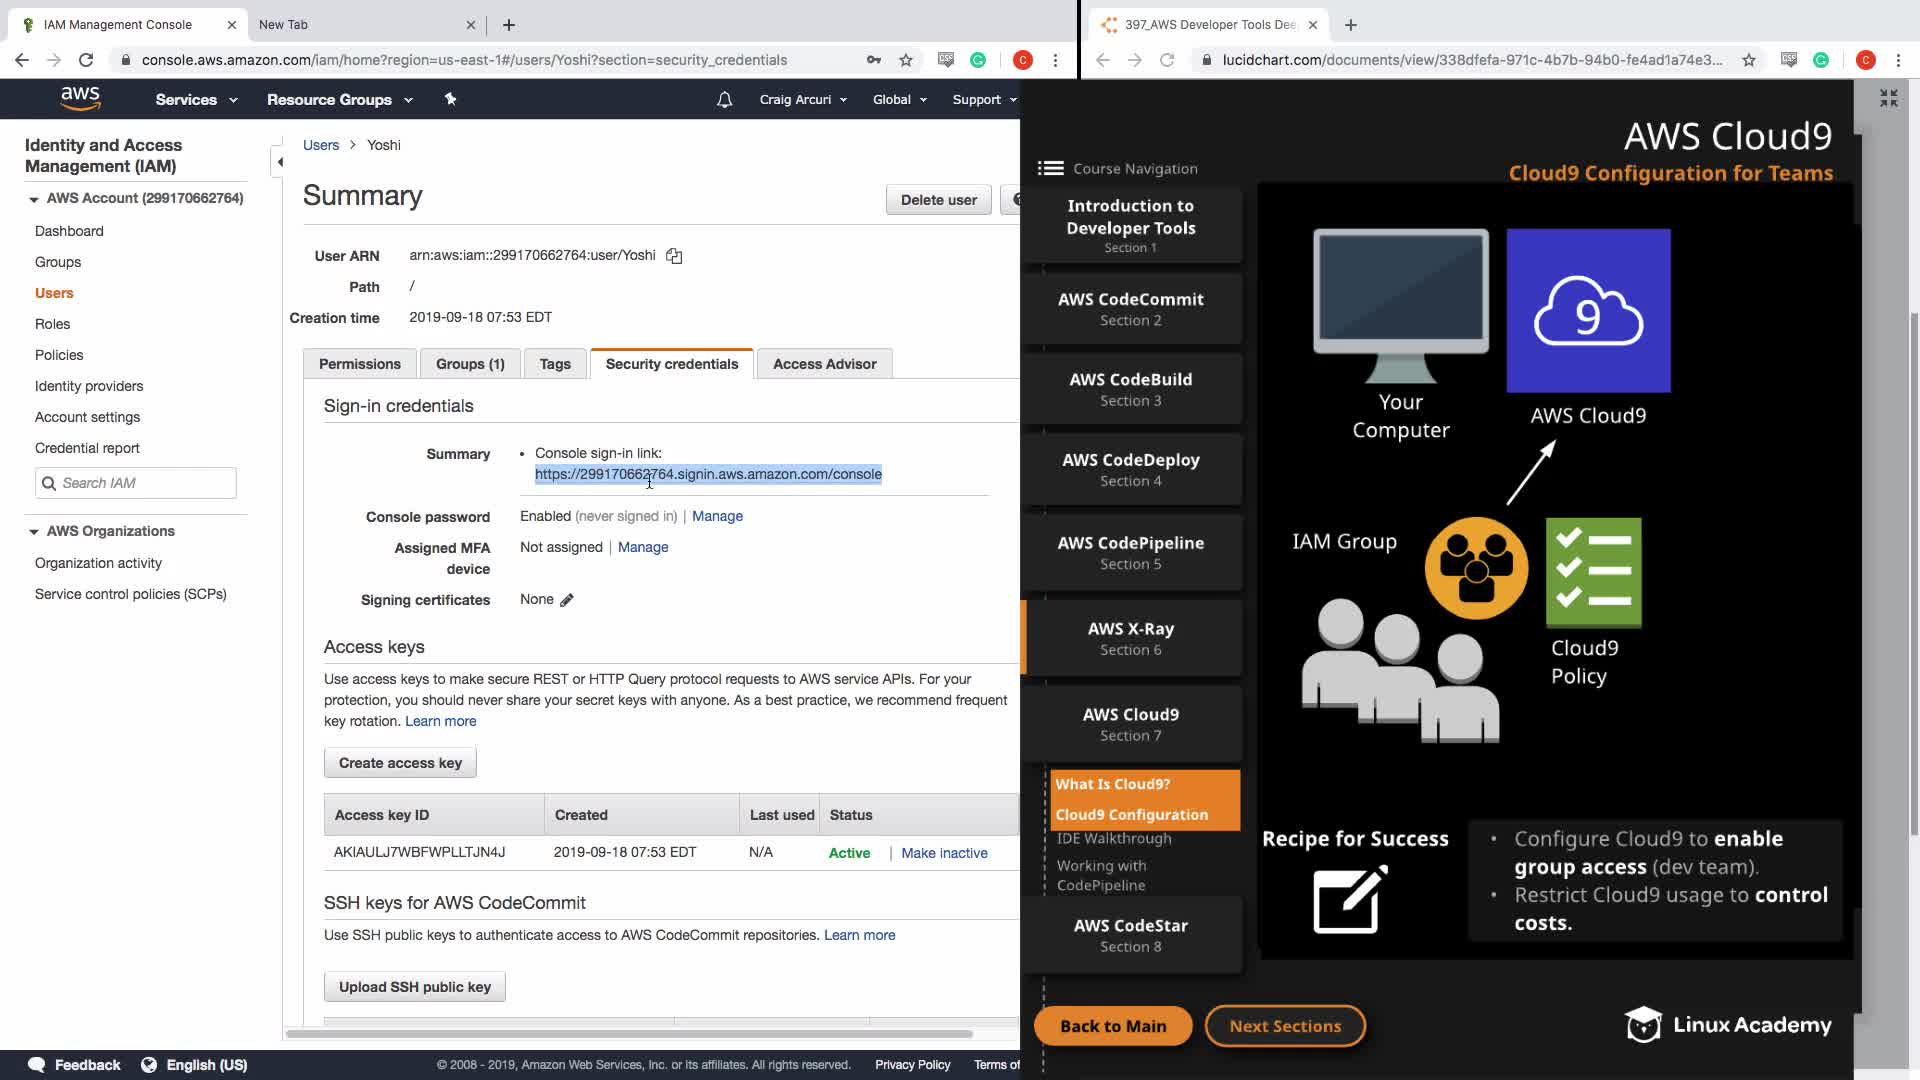 IAM Management Console
New Tab
397_AWS Developer Tools Dee
console.aws.amazon.com/iam/home?region=us-east-1#/users/Yoshi?section=security_credentials
lucidchart.com/documents/view/338dfefa-971c-4b7b-94b0-fe4ad1a74e3...
aws
Services
Resource Groups
Craig Arcuri
Global
Support
Identity and Access
Management (IAM)
AWS Account (299170662764)
Dashboard
Groups
Users
Roles
Policies
Identity providers
Account settings
Credential report
Search IAM
AWS Organizations
Organization activity
Service control policies (SCPs)
Users > Yoshi
Summary
Delete user
User ARN arn:aws:iam::299170662764:user/Yoshi
Path /
Creation time 2019-09-18 07:53 EDT
Permissions
Groups (1)
Tags
Security credentials
Access Advisor
Sign-in credentials
Summary
• Console sign-in link:
https://299170662764.signin.aws.amazon.com/console
Console password Enabled (never signed in) | Manage
Assigned MFA
device
Not assigned | Manage
Signing certificates None
Access keys
Use access keys to make secure REST or HTTP Query protocol requests to AWS service APIs. For your
protection, you should never share your secret keys with anyone. As a best practice, we recommend frequent
key rotation. Learn more
Create access key
Access key ID Created Last used Status
AKIAULJ7WBFWPLLTJN4J 2019-09-18 07:53 EDT N/A Active | Make inactive
SSH keys for AWS CodeCommit
Use SSH public keys to authenticate access to AWS CodeCommit repositories. Learn more
Upload SSH public key
Feedback
English (US)
© 2008 - 2019, Amazon Web Services, Inc. or its affiliates. All rights reserved.
Privacy Policy
Terms of
AWS Cloud9
Cloud9 Configuration for Teams
Course Navigation
Introduction to
Developer Tools
Section 1
AWS CodeCommit
Section 2
AWS CodeBuild
Section 3
AWS CodeDeploy
Section 4
AWS CodePipeline
Section 5
AWS X-Ray
Section 6
AWS Cloud9
Section 7
What Is Cloud9?
Cloud9 Configuration
IDE Walkthrough
Working with
CodePipeline
AWS CodeStar
Section 8
Back to Main
Next Sections
9
Your
Computer
AWS Cloud9
IAM Group
Cloud9
Policy
Recipe for Success
• Configure Cloud9 to enable
group access (dev team).
• Restrict Cloud9 usage to control
costs.
Linux Academy